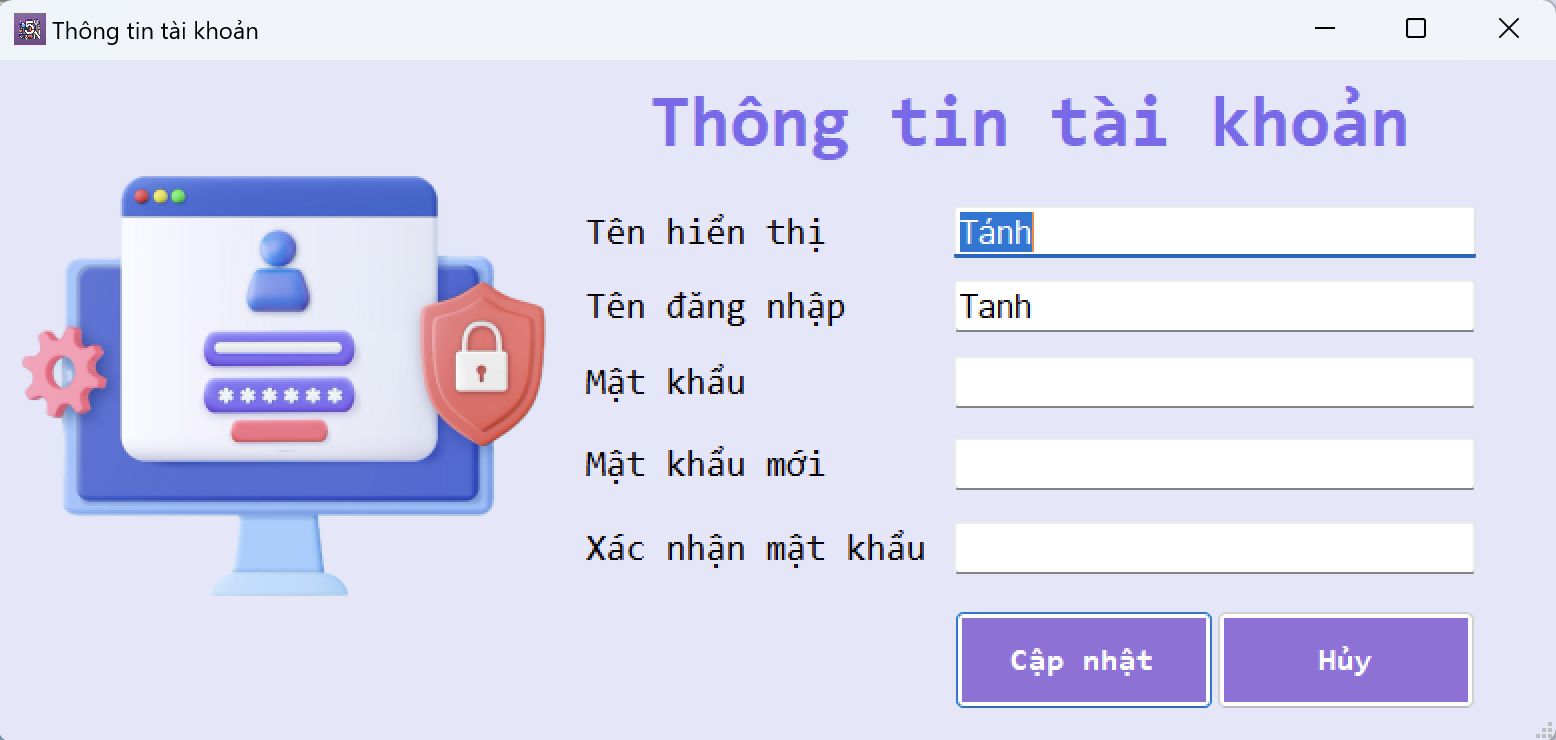 Thông tin tài khoản
Thông tin tài khoản
Tên hiển thị Tánh
Tên đăng nhập Tanh
Mật khẩu
Mật khẩu mới
Xác nhận mật khẩu
******
Cập nhật Hủy